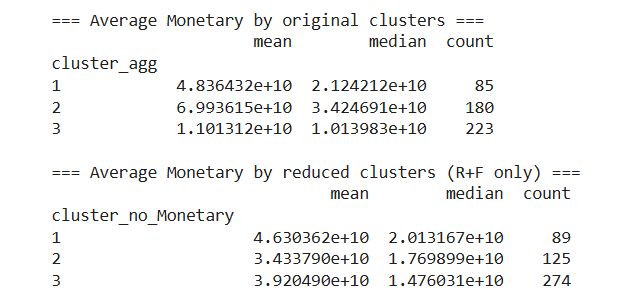 === Average Monetary by original clusters ===
mean median count
cluster_agg
1 4.836432e+10 2.124212e+10 85
2 6.993615e+10 3.424691e+10 180
3 1.101312e+10 1.013983e+10 223
=== Average Monetary by reduced clusters (R+F only) ===
mean median count
cluster_no_Monetary
1 4.630362e+10 2.013167e+10 89
2 3.433790e+10 1.769899e+10 125
3 3.920490e+10 1.476031e+10 274